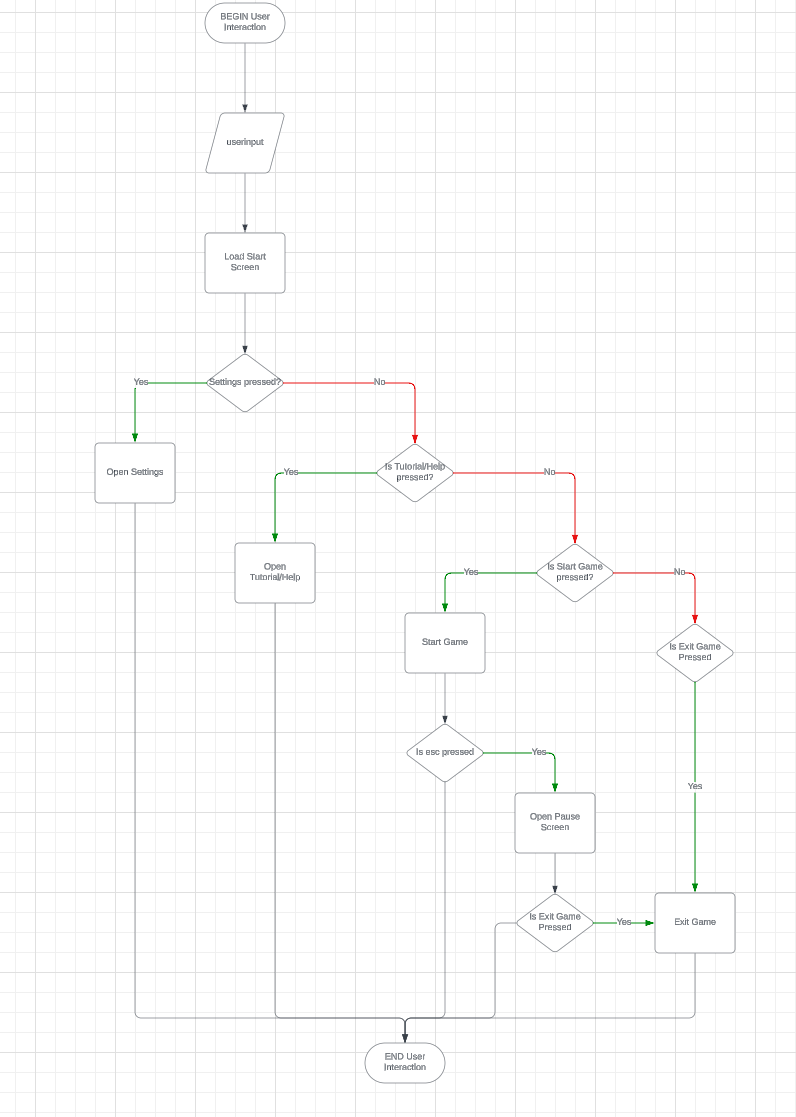 BEGIN User
Interaction
userinput
Load Start
Screen
Settings pressed?
Yes
No
Open Settings
Is Tutorial/Help
pressed?
Yes
No
Open
Tutorial/Help
Is Start Game
pressed?
Yes
No
Start Game
Is Exit Game
Pressed
Is esc pressed
Yes
Yes
Open Pause
Screen
Is Exit Game
Pressed
Yes
Exit Game
END User
Interaction